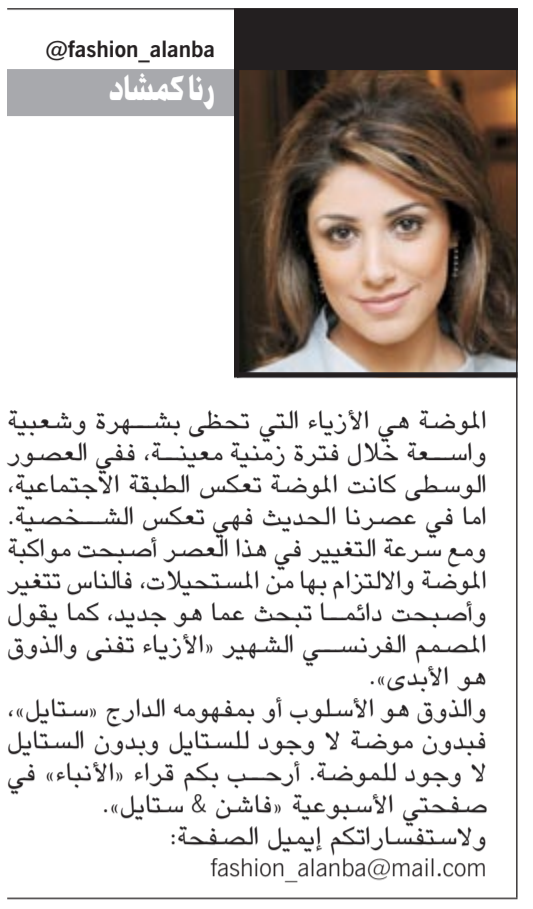 @fashion_alanba
رنا كمشاد
الموضة هي الأزياء التي تحظى بشهرة وشعبية
واسعة خلال فترة زمنية معينة، ففي العصور
الوسطى كانت الموضة تعكس الطبقة الاجتماعية،
اما في عصرنا الحديث فهي تعكس الشخصية.
ومع سرعة التغيير في هذا العصر أصبحت مواكبة
الموضة والالتزام بها من المستحيلات، فالناس تتغير
وأصبحت دائما تبحث عما هو جديد، كما يقول
المصمم الفرنسي الشهير «الأزياء تفنى والذوق
هو الأبدى».
والذوق هو الأسلوب أو بمفهومه الدارج «ستايل»،
فبدون موضة لا وجود للستايل وبدون الستايل
لا وجود للموضة. أرحب بكم قراء «الأنباء» في
صفحتي الأسبوعية «فاشن & ستايل».
ولاستفساراتكم إيميل الصفحة:
fashion_alanba@mail.com